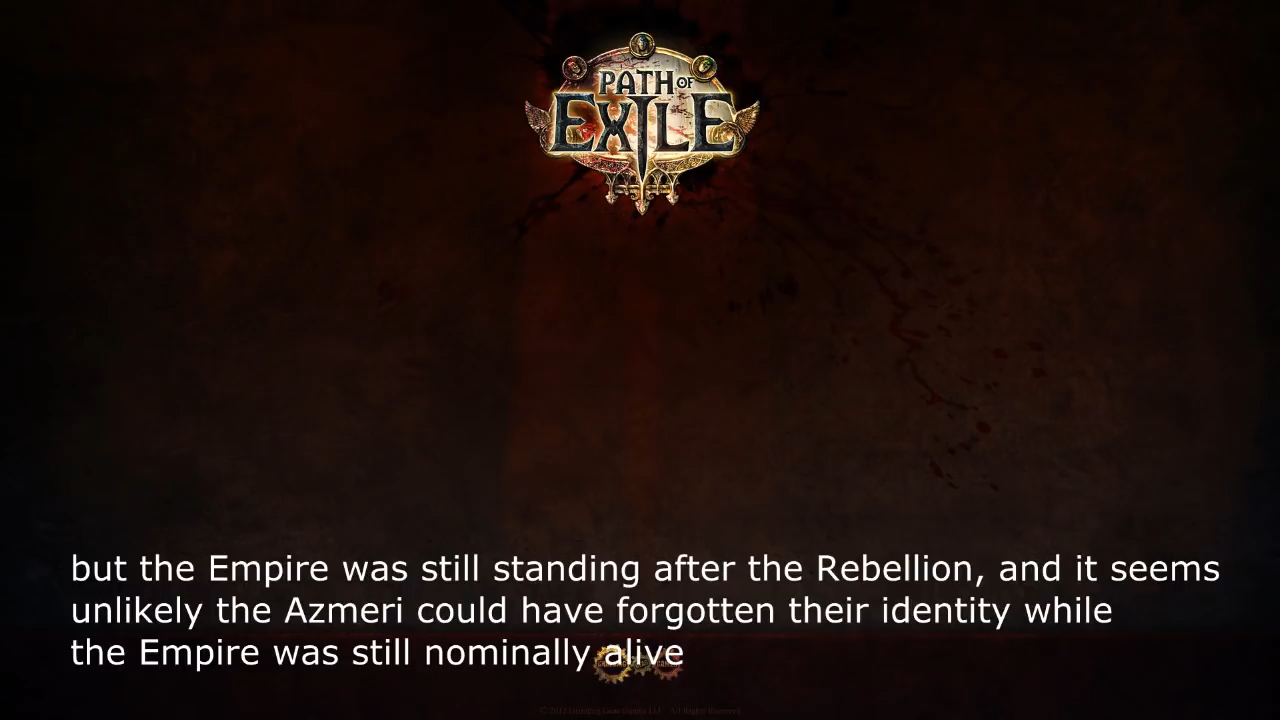 PATH OF
EXILE
but the Empire was still standing after the Rebellion, and it seems
unlikely the Azmeri could have forgotten their identity while
the Empire was still nominally alive